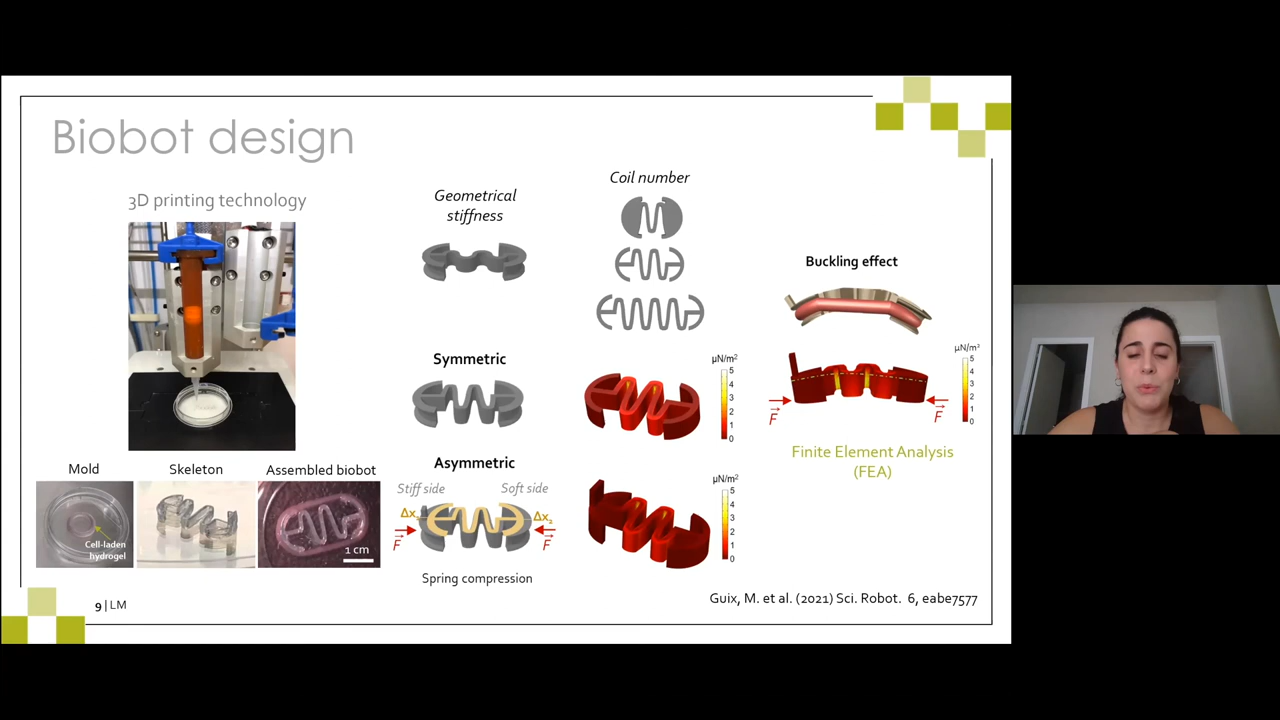 Biobot design
3D printing technology
Mold
Skeleton
Assembled biobot
Cell-laden
hydrogel
1 cm
Geometrical
stiffness
Symmetric
Asymmetric
Stiff side
Soft side
Δx₁
Δx₂
F
F
Spring compression
Coil number
µN/m²
5
4
3
2
1
0
µN/m²
5
4
3
2
1
0
Buckling effect
µN/m²
5
4
3
2
1
0
F
F
Finite Element Analysis
(FEA)
Guix, M. et al. (2021) Sci. Robot. 6, eabe7577
9 | LM